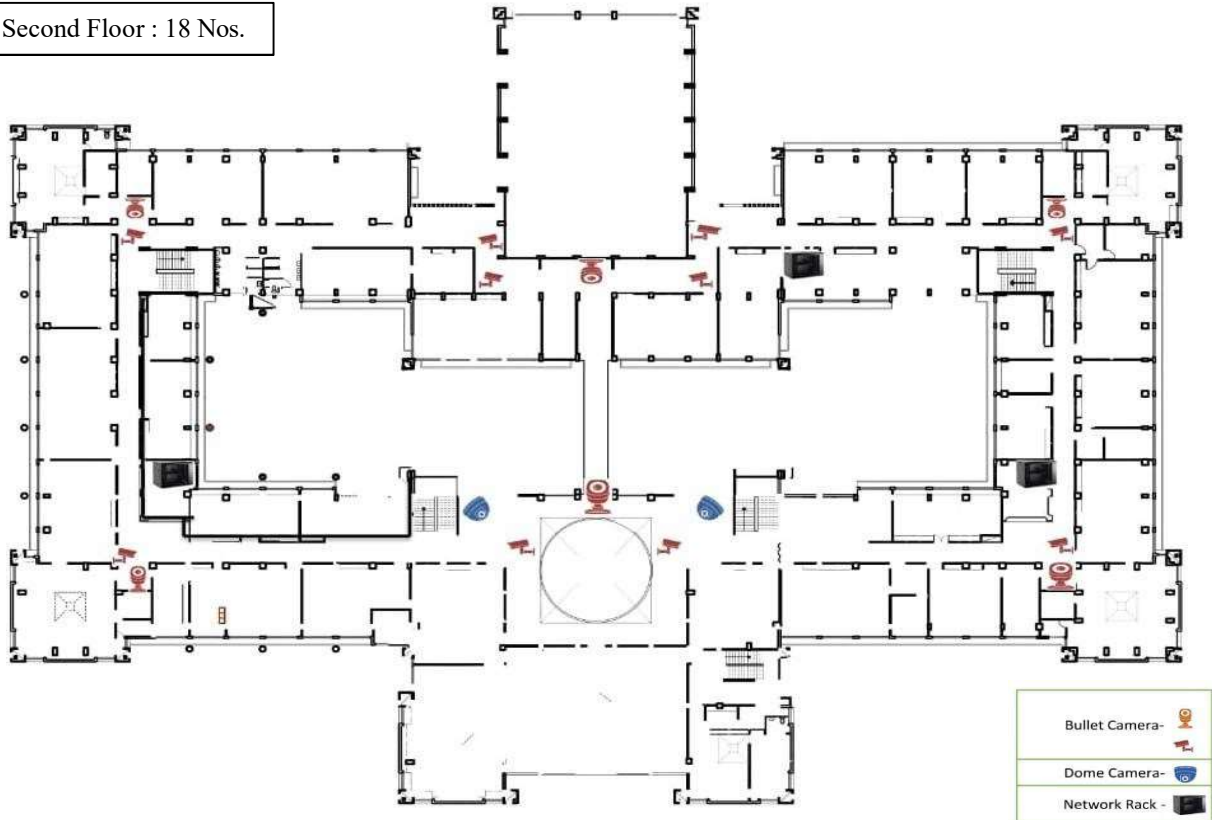 Second Floor : 18 Nos.
Bullet Camera-
Dome Camera-
Network Rack -